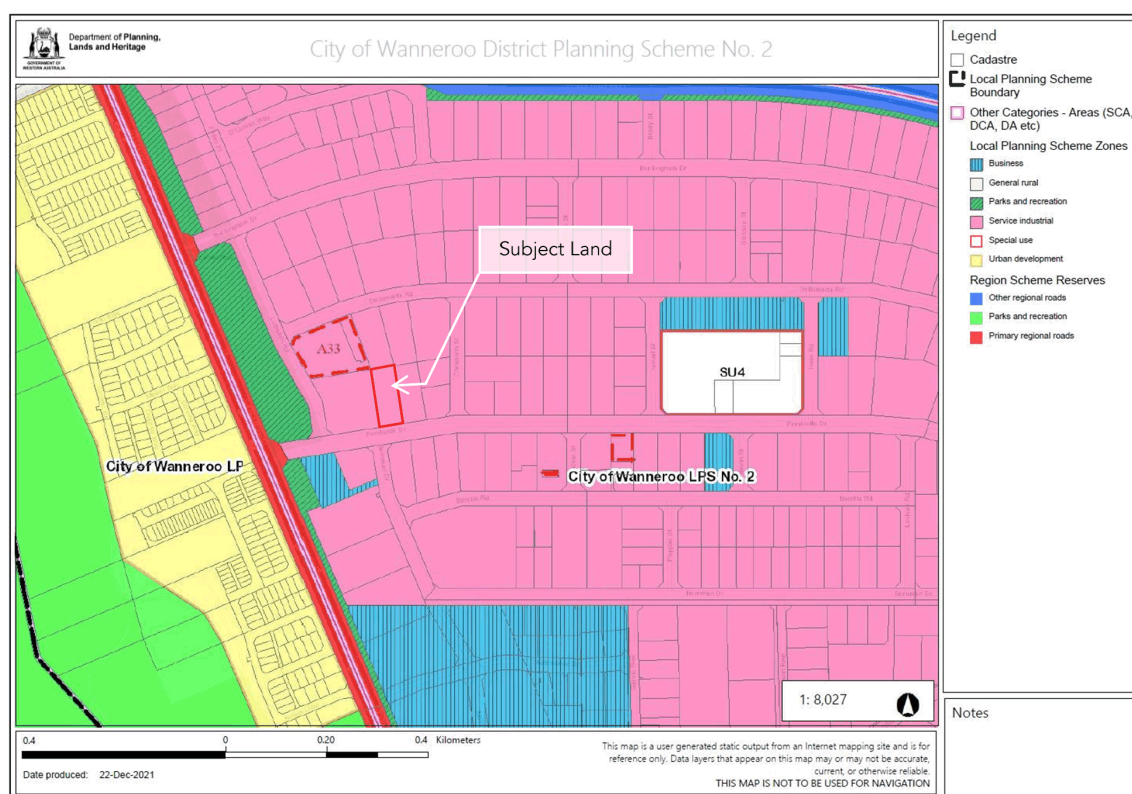 GOVERNMENT OF
WESTERN AUSTRALIA
Department of Planning,
Lands and Heritage
City of Wanneroo District Planning Scheme No. 2
Subject Land
A33
SU4
City of Wanneroo LP
City of Wanneroo LPS No. 2
1: 8,027
Legend
Cadastre
Local Planning Scheme
Boundary
Other Categories - Areas (SCA,
DCA, DA etc)
Local Planning Scheme Zones
Business
General rural
Parks and recreation
Service industrial
Special use
Urban development
Region Scheme Reserves
Other regional roads
Parks and recreation
Primary regional roads
Notes
0.4 0 0.20 0.4 Kilometers
Date produced: 22-Dec-2021
This map is a user generated static output from an Internet mapping site and is for
reference only. Data layers that appear on this map may or may not be accurate,
current, or otherwise reliable.
THIS MAP IS NOT TO BE USED FOR NAVIGATION